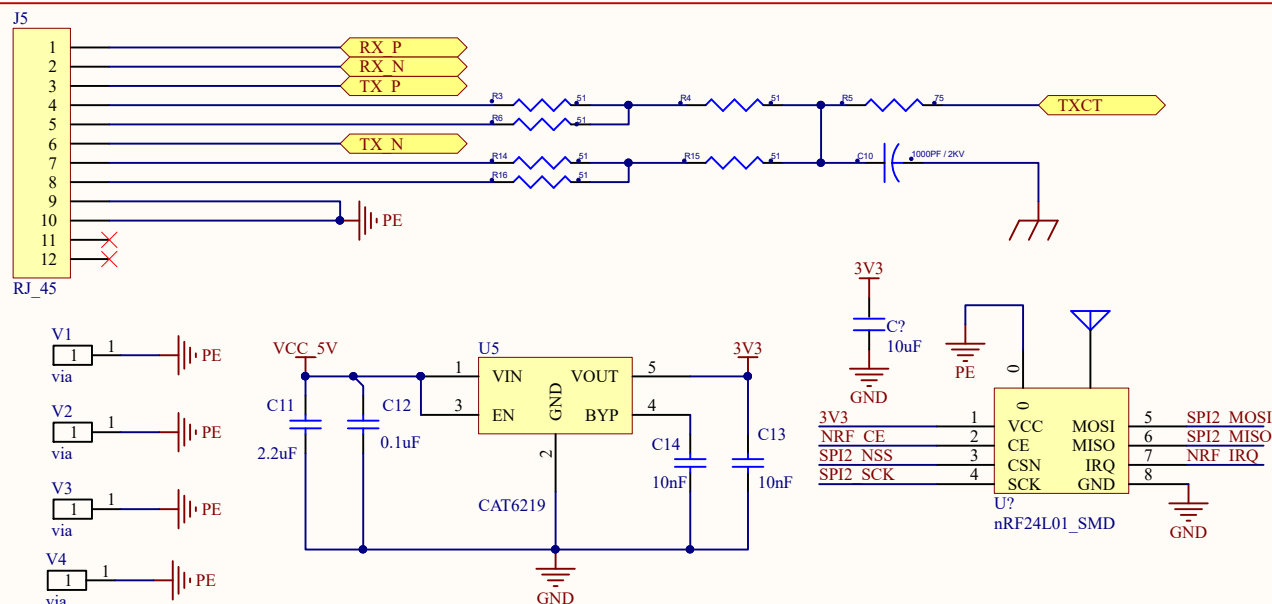 J5
1 RX_P
2 RX_N
3 TX_P
4 R3 51 R4 51 R5 75 TXCT
5 R6 51
6 TX_N
7 R14 51 R15 51 C10 1000PF / 2KV
8 R16 51
9
10 PE
11
12
RJ_45
V1
1 1 PE
via
V2
1 1 PE
via
V3
1 1 PE
via
V4
1 1 PE
via
VCC_5V
U5
3V3
1 VIN VOUT 5
3 EN GND BYP 4
2
C11
2.2uF
C12
0.1uF
C14
10nF
C13
10nF
CAT6219
GND
3V3
C?
10uF
GND
PE
0
0
3V3 1 VCC MOSI 5 SPI2_MOSI
NRF_CE 2 CE MISO 6 SPI2_MISO
SPI2_NSS 3 CSN IRQ 7 NRF_IRQ
SPI2_SCK 4 SCK GND 8
U?
nRF24L01_SMD
GND